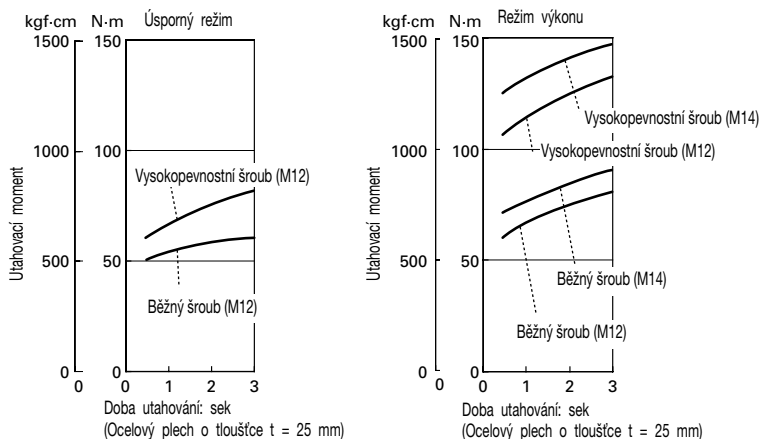 kgf·cm N·m Úsporný režim
1500 150
Vysokopevnostní šroub (M12)
1000 100
Utahovací moment
500 50
Běžný šroub (M12)
0 0
0 0 1 2 3
Doba utahování: sek
(Ocelový plech o tloušťce t = 25 mm)
kgf·cm N·m Režim výkonu
1500 150
Vysokopevnostní šroub (M14)
1000 100
Vysokopevnostní šroub (M12)
Utahovací moment
500 50
Běžný šroub (M14)
Běžný šroub (M12)
0 0
0 0 1 2 3
Doba utahování: sek
(Ocelový plech o tloušťce t = 25 mm)